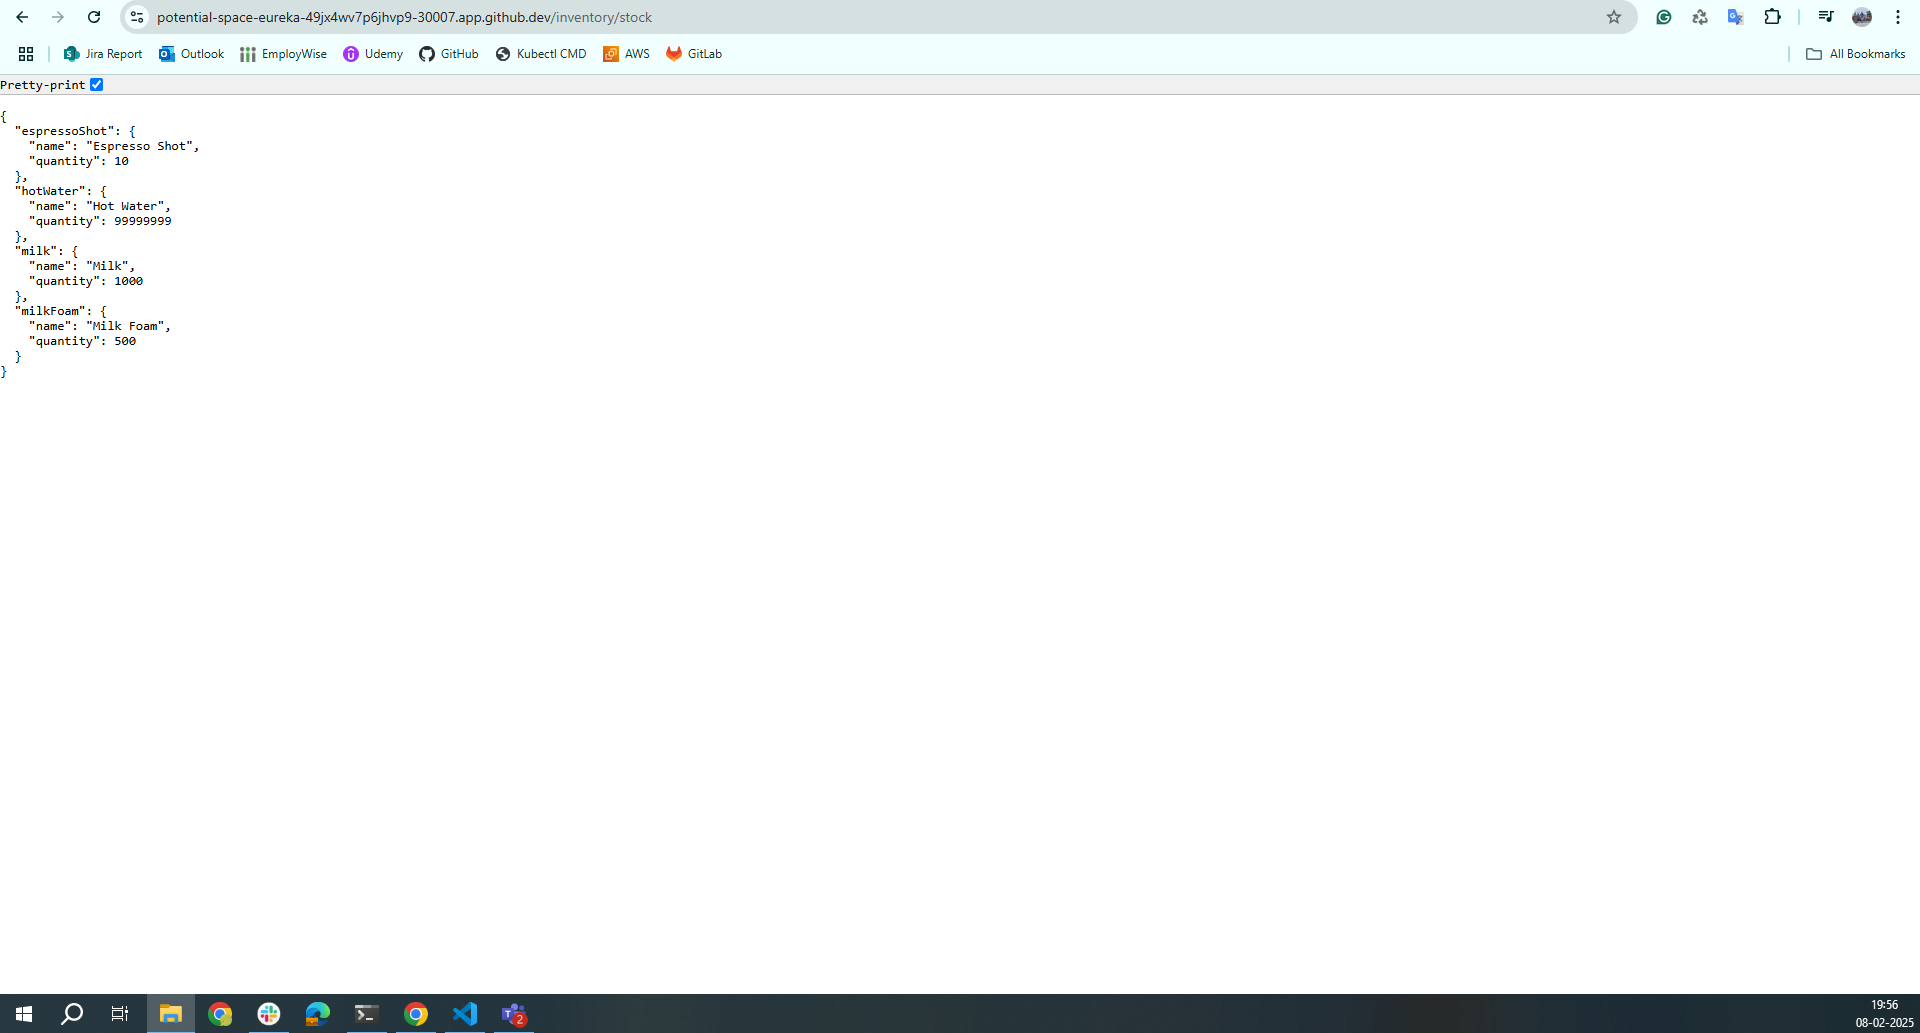 potential-space-eureka-49jx4wv7p6jhvp9-30007.app.github.dev/inventory/stock
Jira Report Outlook EmployWise Udemy GitHub Kubectl CMD AWS GitLab All Bookmarks
Pretty-print
{
  "espressoShot": {
    "name": "Espresso Shot",
    "quantity": 10
  },
  "hotWater": {
    "name": "Hot Water",
    "quantity": 99999999
  },
  "milk": {
    "name": "Milk",
    "quantity": 1000
  },
  "milkFoam": {
    "name": "Milk Foam",
    "quantity": 500
  }
}
2
19:56
08-02-2025